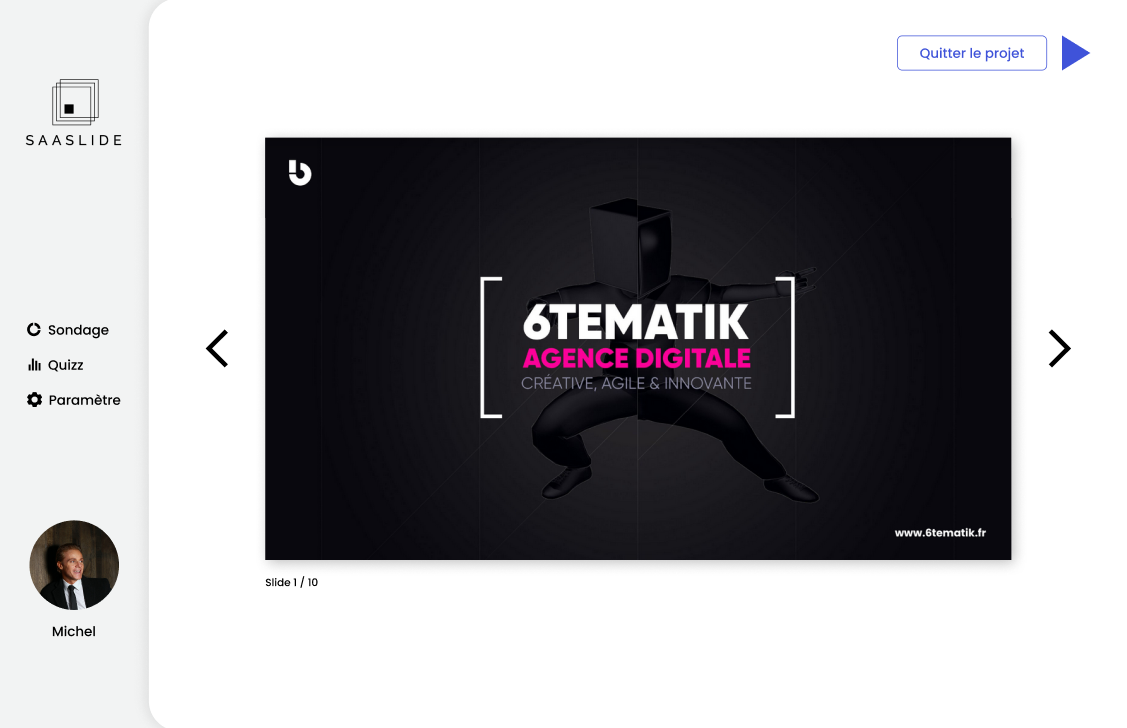 SAASLIDE
Sondage
Quizz
Paramètre
Michel
Quitter le projet
6TEMATIK
AGENCE DIGITALE
CRÉATIVE, AGILE & INNOVANTE
www.6tematik.fr
Slide 1 / 10